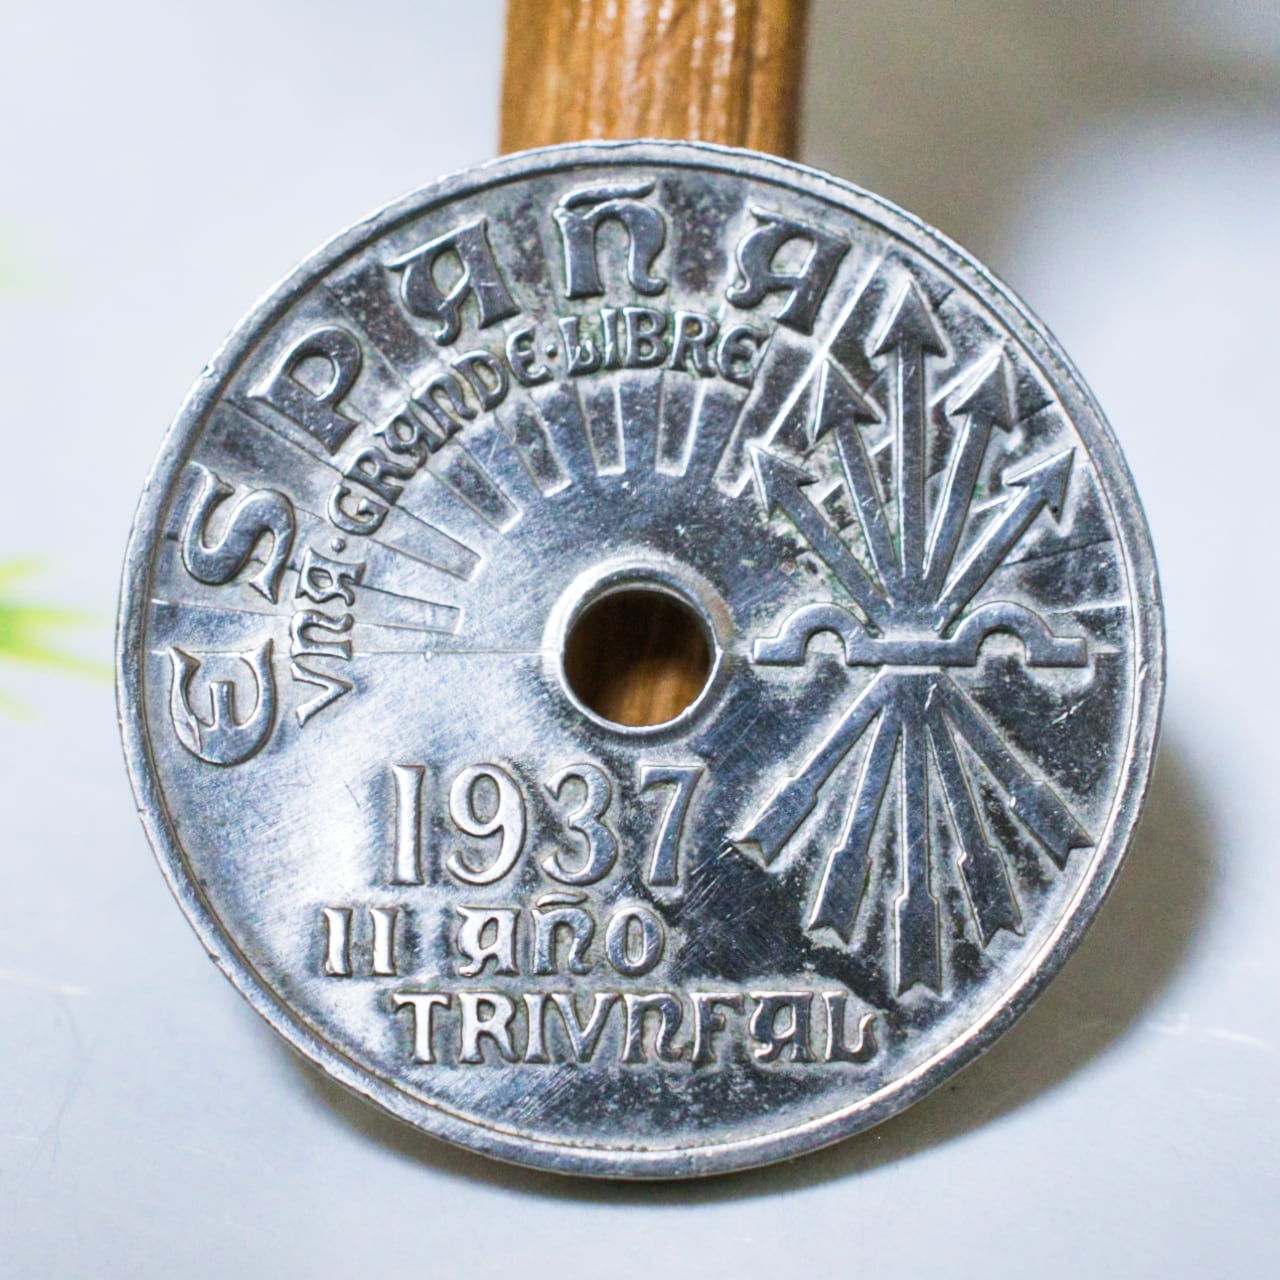 ESPAÑA
VNA·GRANDE·LIBRE
1937
II AÑO
TRIVNFAL